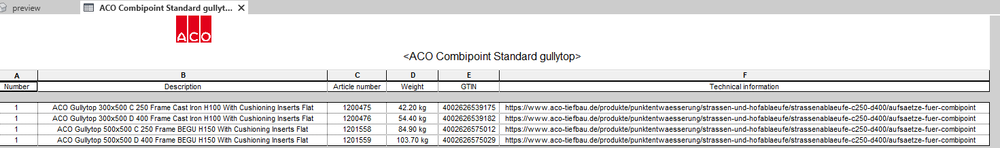 preview ACO Combipoint Standard gullyt...
ACO
<ACO Combipoint Standard gullytop>
A B C D E F
Number Description Article number Weight GTIN Technical information
1 ACO Gullytop 300x500 C 250 Frame Cast Iron H100 With Cushioning Inserts Flat 1200475 42.20 kg 4002626539175 https://www.aco-tiefbau.de/produkte/punktentwaesserung/strassen-und-hofablaeufe/strassenablaeufe-c250-d400/aufsaetze-fuer-combipoint
1 ACO Gullytop 300x500 D 400 Frame Cast Iron H100 With Cushioning Inserts Flat 1200476 54.40 kg 4002626539182 https://www.aco-tiefbau.de/produkte/punktentwaesserung/strassen-und-hofablaeufe/strassenablaeufe-c250-d400/aufsaetze-fuer-combipoint
1 ACO Gullytop 500x500 C 250 Frame BEGU H150 With Cushioning Inserts Flat 1201558 84.90 kg 4002626575012 https://www.aco-tiefbau.de/produkte/punktentwaesserung/strassen-und-hofablaeufe/strassenablaeufe-c250-d400/aufsaetze-fuer-combipoint
1 ACO Gullytop 500x500 D 400 Frame BEGU H150 With Cushioning Inserts Flat 1201559 103.70 kg 4002626575029 https://www.aco-tiefbau.de/produkte/punktentwaesserung/strassen-und-hofablaeufe/strassenablaeufe-c250-d400/aufsaetze-fuer-combipoint